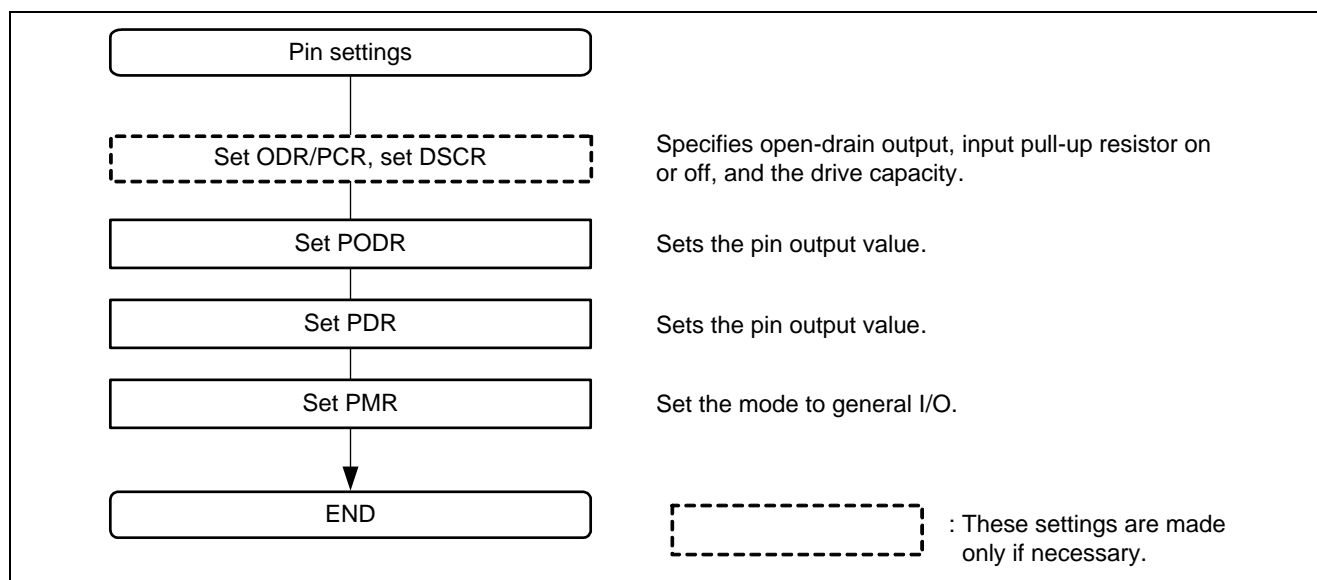 Pin settings
Set ODR/PCR, set DSCR
Specifies open-drain output, input pull-up resistor on
or off, and the drive capacity.
Set PODR
Sets the pin output value.
Set PDR
Sets the pin output value.
Set PMR
Set the mode to general I/O.
END
: These settings are made
only if necessary.